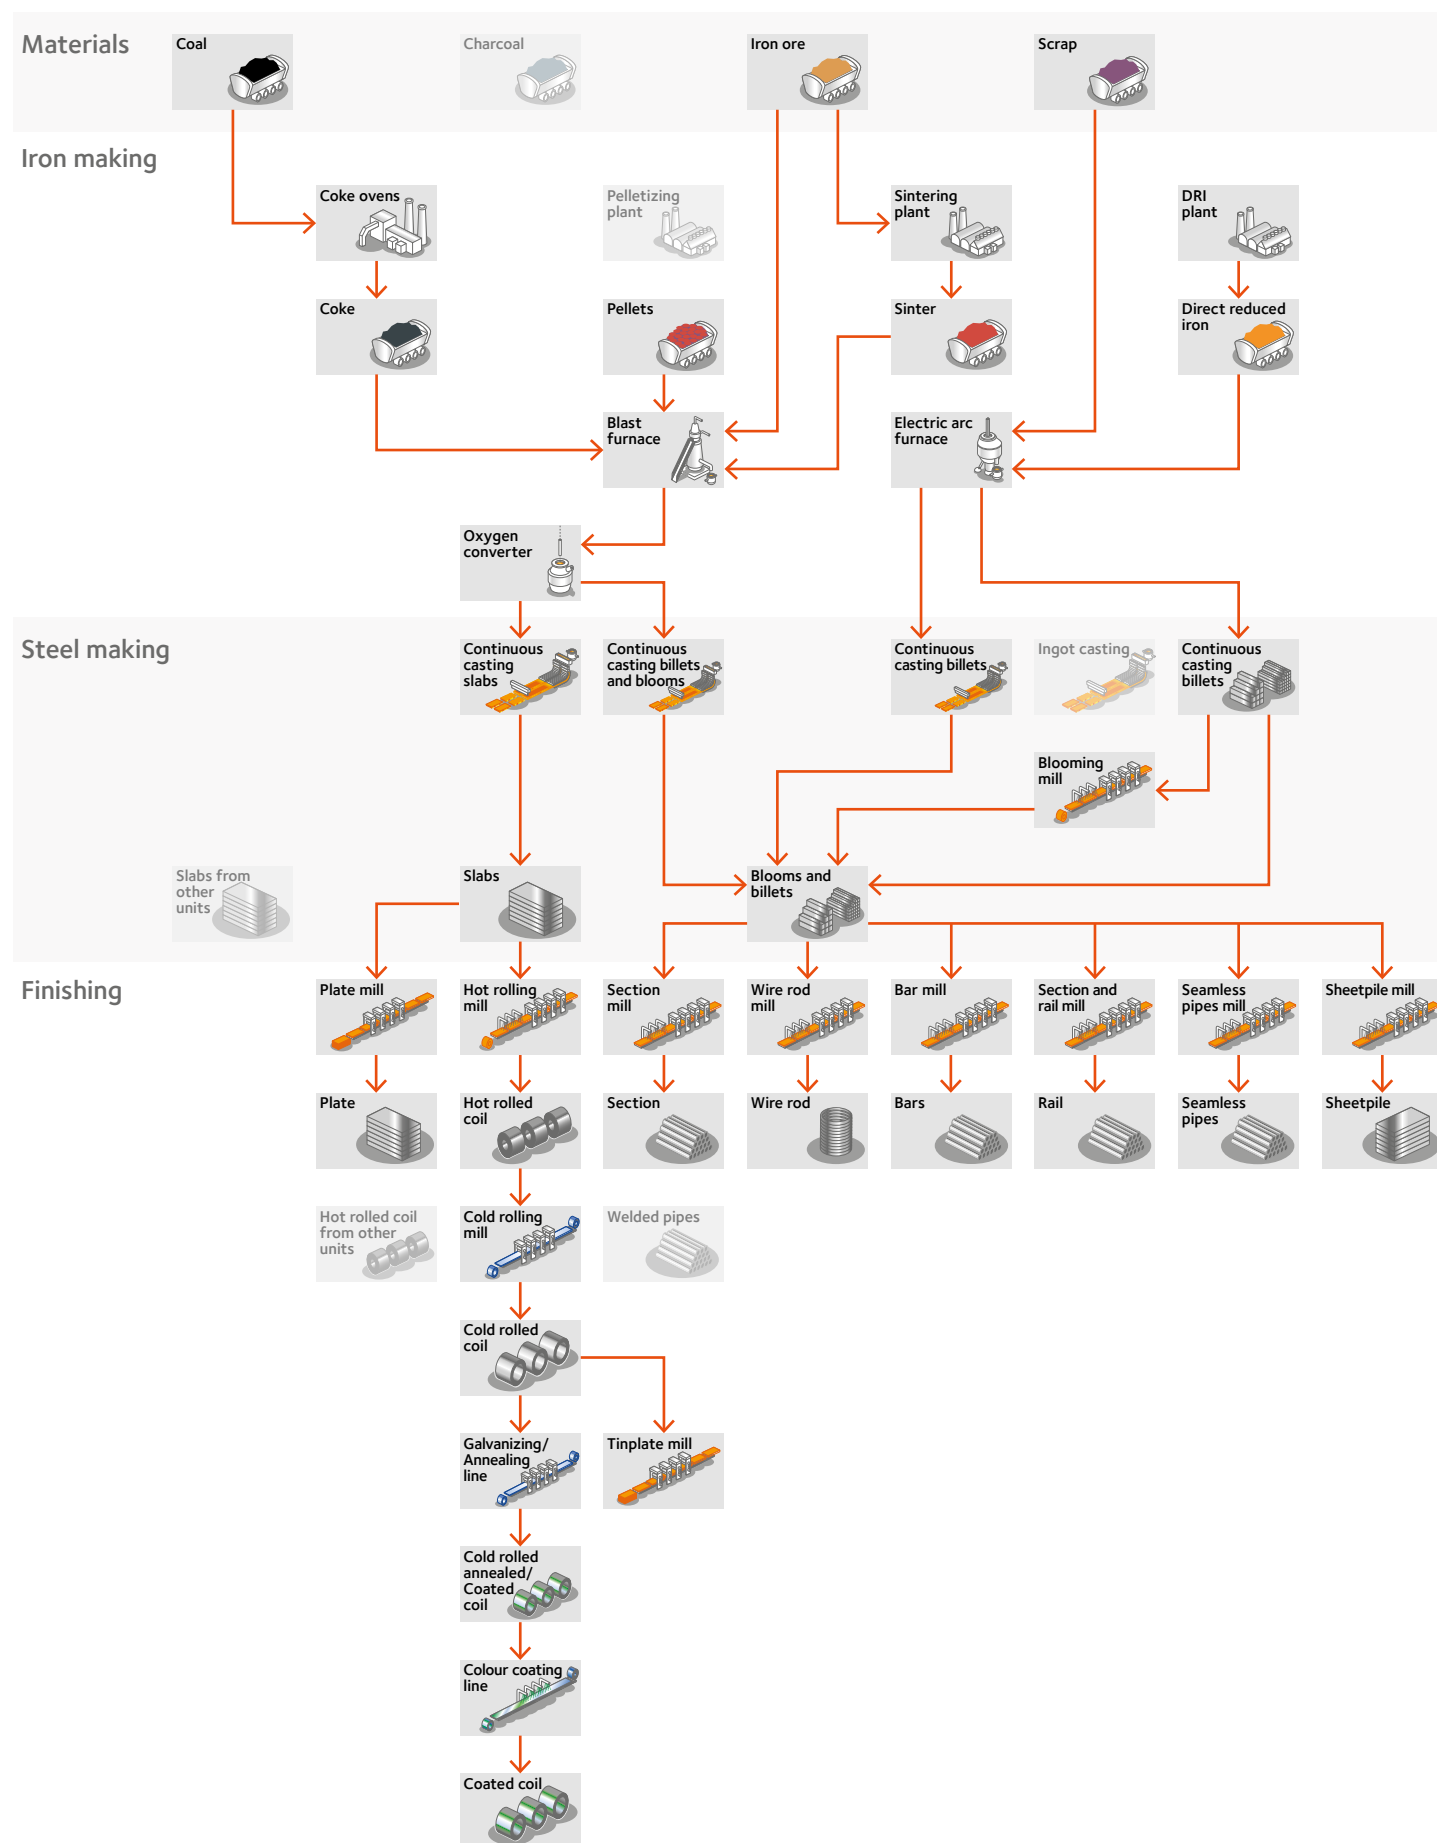 Materials
Coal
Charcoal
Iron ore
Scrap
Iron making
Coke ovens
Pelletizing
plant
Sintering
plant
DRI
plant
Coke
Pellets
Sinter
Direct reduced
iron
Blast
furnace
Electric arc
furnace
Oxygen
converter
Steel making
Continuous
casting
slabs
Continuous
casting billets
and blooms
Continuous
casting billets
Ingot casting
Continuous
casting
billets
Blooming
mill
Slabs from
other
units
Slabs
Blooms and
billets
Finishing
Plate mill
Hot rolling
mill
Section
mill
Wire rod
mill
Bar mill
Section and
rail mill
Seamless
pipes mill
Sheetpile mill
Plate
Hot rolled
coil
Section
Wire rod
Bars
Rail
Seamless
pipes
Sheetpile
Hot rolled coil
from other
units
Cold rolling
mill
Welded pipes
Cold rolled
coil
Galvanizing/
Annealing
line
Tinplate mill
Cold rolled
annealed/
Coated
coil
Colour coating
line
Coated coil